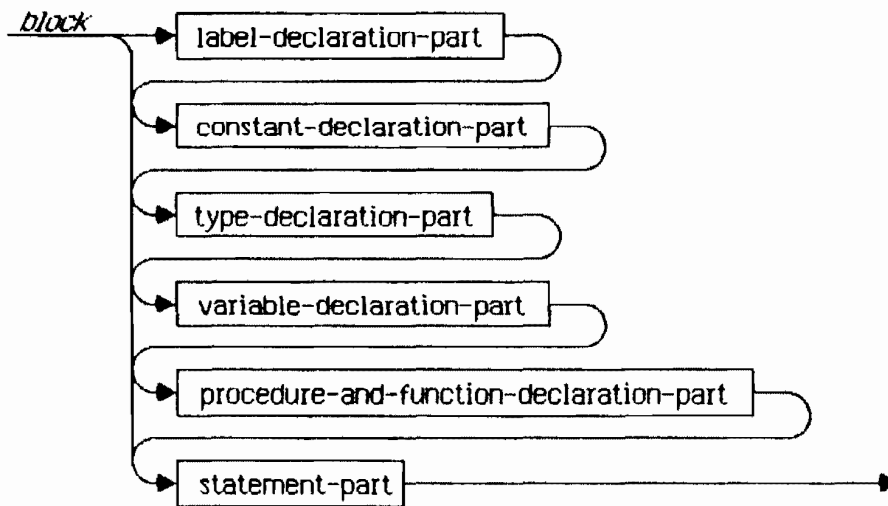 block
label-declaration-part
constant-declaration-part
type-declaration-part
variable-declaration-part
procedure-and-function-declaration-part
statement-part